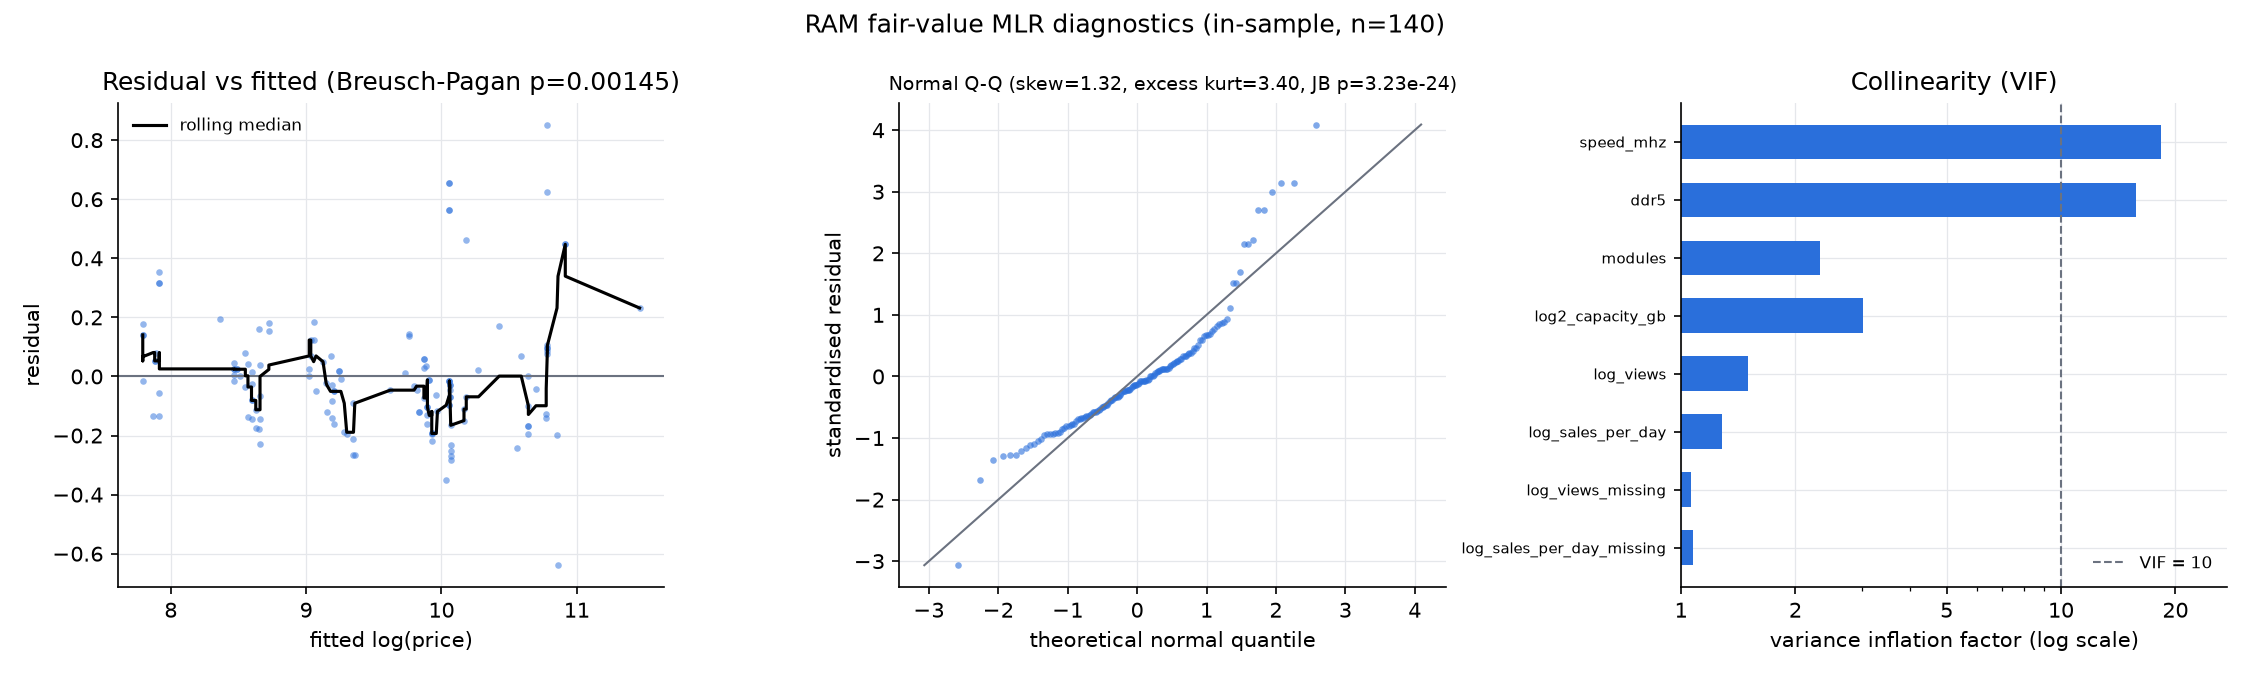 RAM fair-value MLR diagnostics (in-sample, n=140)
Residual vs fitted (Breusch-Pagan p=0.00145)
rolling median
0.8
0.6
0.4
0.2
0.0
−0.2
−0.4
−0.6
residual
8
9
10
11
fitted log(price)
Normal Q-Q (skew=1.32, excess kurt=3.40, JB p=3.23e-24)
4
3
2
1
0
−1
−2
−3
standardised residual
−3
−2
−1
0
1
2
3
4
theoretical normal quantile
Collinearity (VIF)
speed_mhz
ddr5
modules
log2_capacity_gb
log_views
log_sales_per_day
log_views_missing
log_sales_per_day_missing
VIF = 10
1
2
5
10
20
variance inflation factor (log scale)